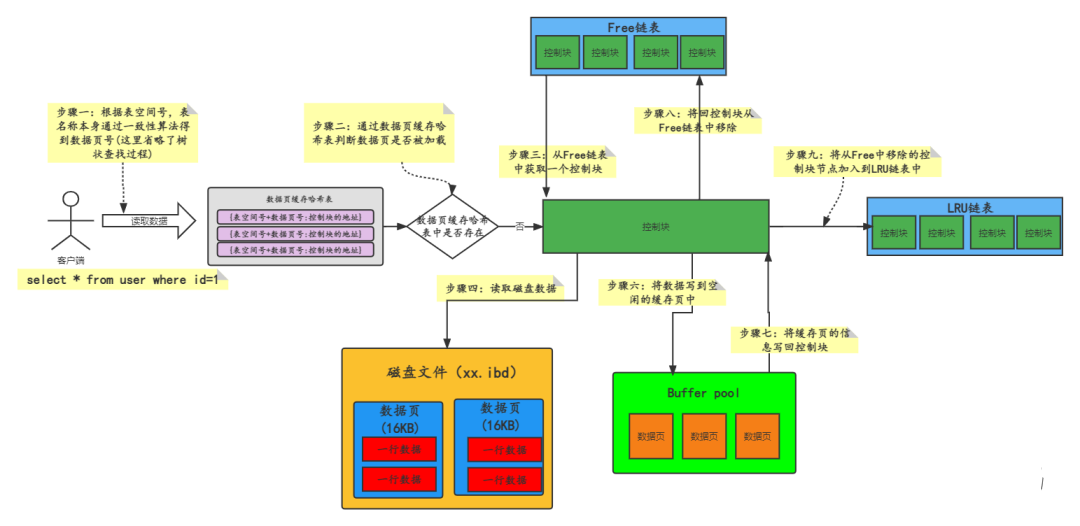 Free链表
控制块
控制块
控制块
控制块
步骤一：根据表空间号，表
名称本身通过一致性算法得
到数据页号(这里省略了树
状查找过程)
步骤二：通过数据页缓存哈
希表判断数据页是否被加载
步骤三：从Free链表
中获取一个控制块
步骤八：将回控制块从
Free链表中移除
步骤九：将从Free中移除的控
制块节点加入到LRU链表中
读取数据
客户端
select * from user where id=1
数据页缓存哈希表
{表空间号+数据页号:控制块的地址}
{表空间号+数据页号:控制块的地址}
{表空间号+数据页号:控制块的地址}
数据页缓存哈希
表中是否存在
否
控制块
LRU链表
控制块
控制块
控制块
控制块
步骤四：读取磁盘数据
步骤六：将数据写到空
闲的缓存页中
步骤七：将缓存页的信
息写回控制块
磁盘文件（xx.ibd）
数据页
(16KB)
一行数据
一行数据
数据页
(16KB)
一行数据
一行数据
Buffer pool
数据页
数据页
数据页